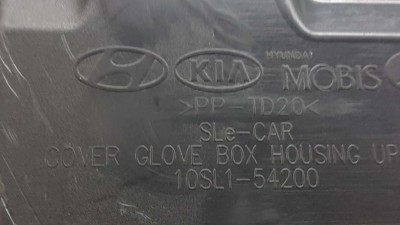 KIA HYUNDAI MOBIS
>PP-TD20<
SLe-CAR
COVER GLOVE BOX HOUSING UP
10SL1-54200